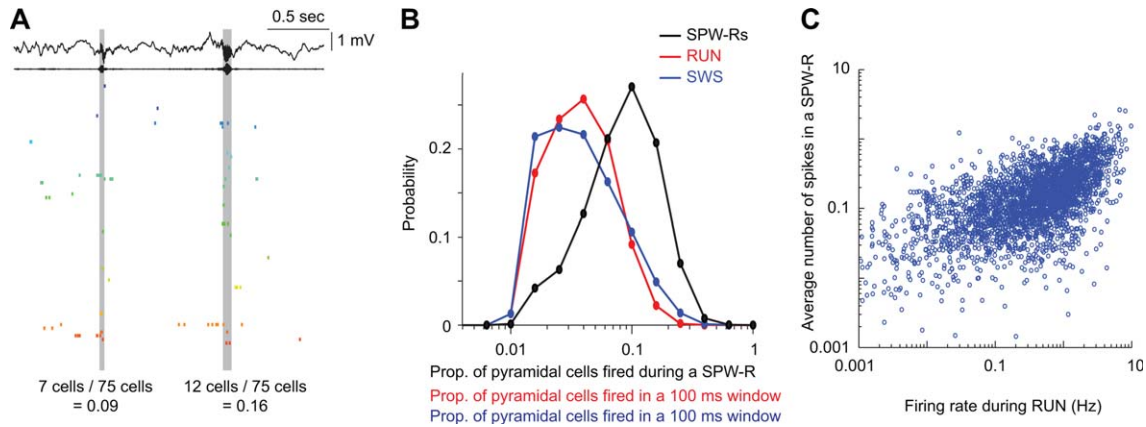 A
0.5 sec
1 mV
7 cells / 75 cells
= 0.09
12 cells / 75 cells
= 0.16
B
SPW-Rs
RUN
SWS
Probability
0.2
0.1
0
0.01
0.1
1
Prop. of pyramidal cells fired during a SPW-R
Prop. of pyramidal cells fired in a 100 ms window
Prop. of pyramidal cells fired in a 100 ms window
C
Average number of spikes in a SPW-R
10
1
0.1
0.001
0.001
10
0.1
10
10
Firing rate during RUN (Hz)